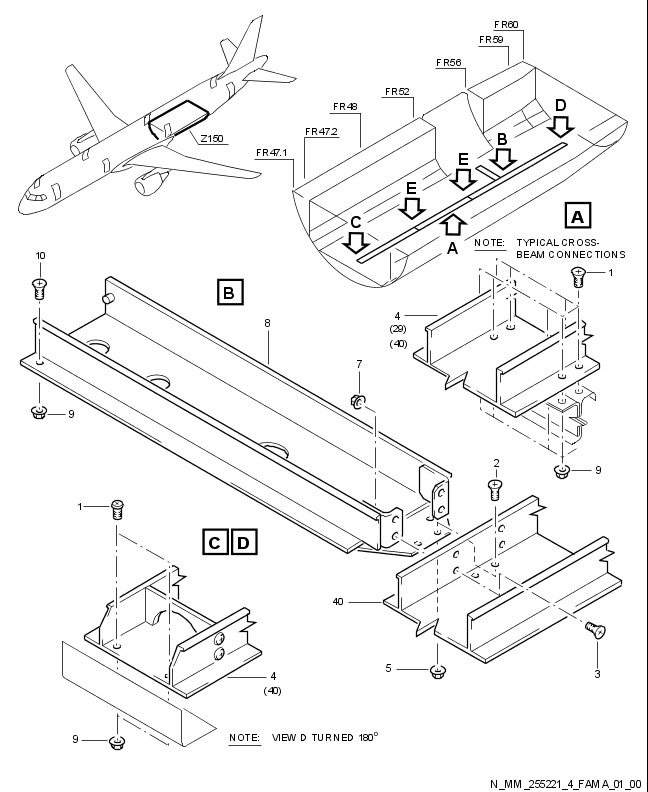 FR60
FR59
FR56
FR52
FR48
FR47.2
FR47.1
Z150
D
B
E
E
C
A
A
NOTE: TYPICAL CROSS-
BEAM CONNECTIONS
10
B
1
8
4
(29)
(40)
7
9
9
2
1
C D
40
5
3
4
(40)
9
NOTE: VIEW D TURNED 180°
N_MM_255221_4_FAMA_01_00